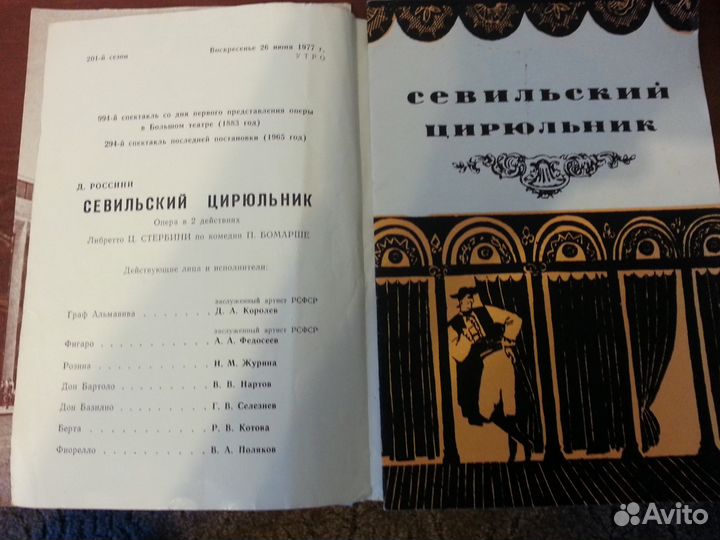 201-й сезон
Воскресенье 26 июня 1977 г.
УТРО
994-й спектакль со дня первого представления оперы
в Большом театре (1883 год)
294-й спектакль последней постановки (1965 год)
Д. РОССИНИ
СЕВИЛЬСКИЙ ЦИРЮЛЬНИК
Опера в 2 действиях
Либретто Ц. СТЕРБИНИ по комедии П. БОМАРШЕ
Действующие лица и исполнители:
заслуженный артист РСФСР
Граф Альмавива . . . . . . . Д. А. Королев
заслуженный артист РСФСР
Фигаро . . . . . . . . . . А. А. Федосеев
Розина . . . . . . . . . . И. М. Журина
Дон Бартоло . . . . . . . . В. В. Нартов
Дон Базилио . . . . . . . . Г. В. Селезнев
Берта . . . . . . . . . . Р. В. Котова
Фиорелло . . . . . . . . . В. А. Поляков
СЕВИЛЬСКИЙ
ЦИРЮЛЬНИК
Avito